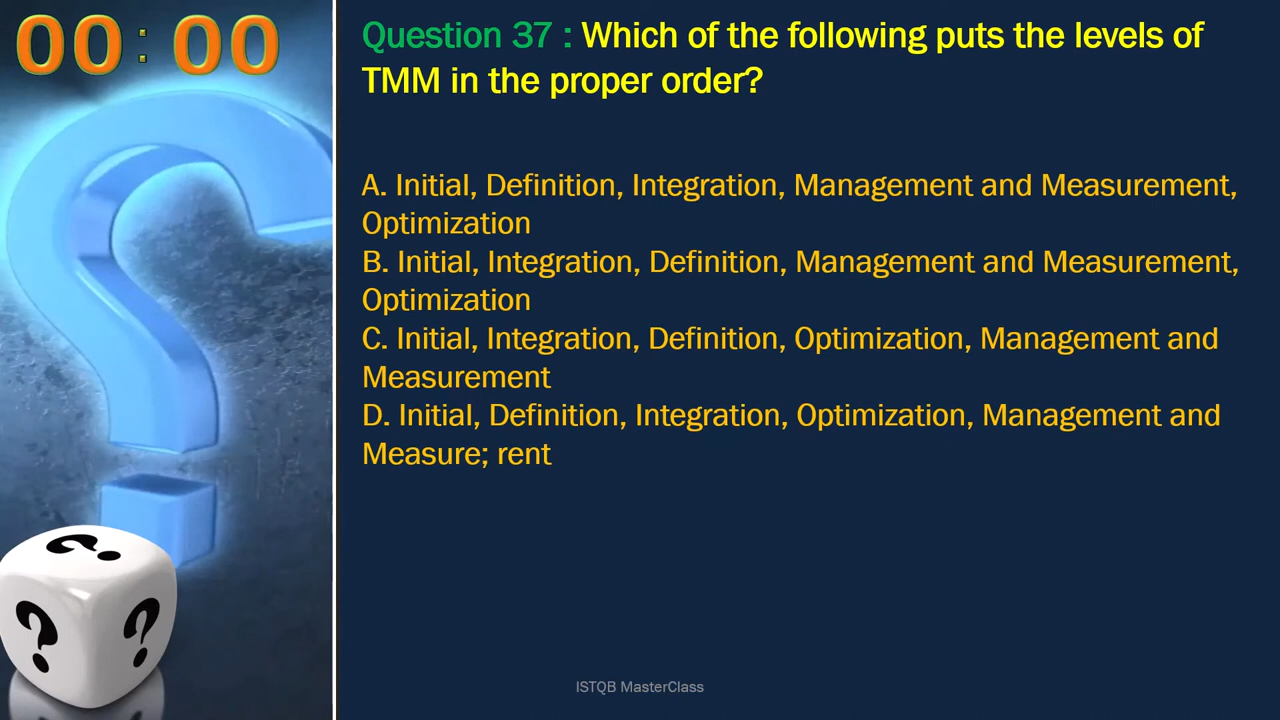 00:00
Question 37 : Which of the following puts the levels of
TMM in the proper order?
A. Initial, Definition, Integration, Management and Measurement,
Optimization
B. Initial, Integration, Definition, Management and Measurement,
Optimization
C. Initial, Integration, Definition, Optimization, Management and
Measurement
D. Initial, Definition, Integration, Optimization, Management and
Measure; rent
ISTQB MasterClass